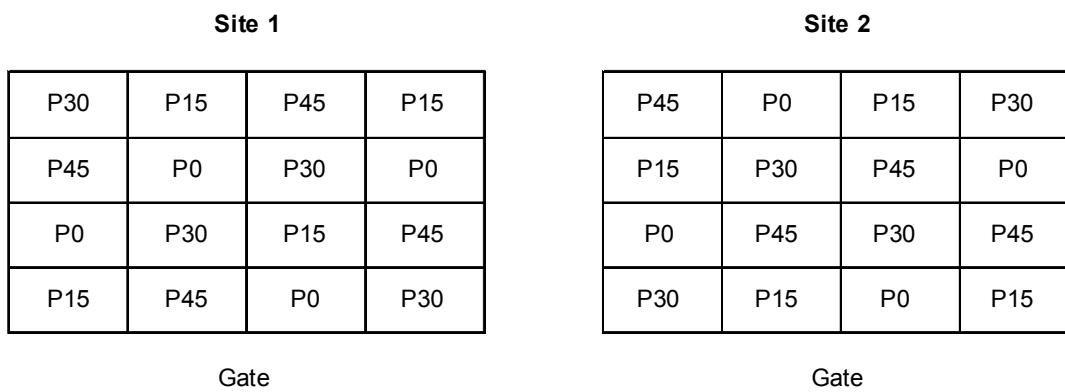 Site 1 Site 2
P30 P15 P45 P15 P45 P0 P15 P30
P45 P0 P30 P0 P15 P30 P45 P0
P0 P30 P15 P45 P0 P45 P30 P45
P15 P45 P0 P30 P30 P15 P0 P15
Gate Gate